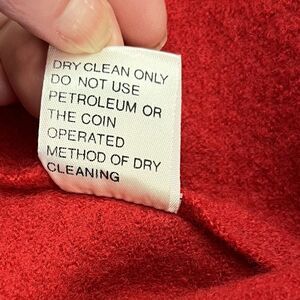 DRY CLEAN ONLY
DO NOT USE
PETROLEUM OR
THE COIN
OPERATED
METHOD OF DRY
CLEANING